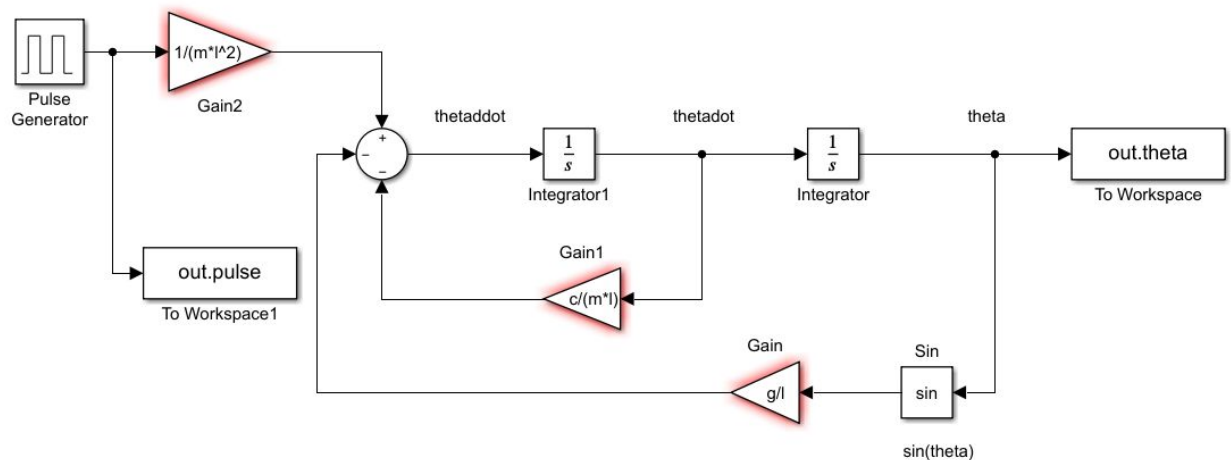 1/(m*l^2)
Pulse
Generator
Gain2
thetaddot
thetadot
theta
+
−
−
1
s
1
s
out.theta
Integrator1
Integrator
To Workspace
out.pulse
Gain1
c/(m*l)
To Workspace1
Gain
Sin
g/l
sin
sin(theta)